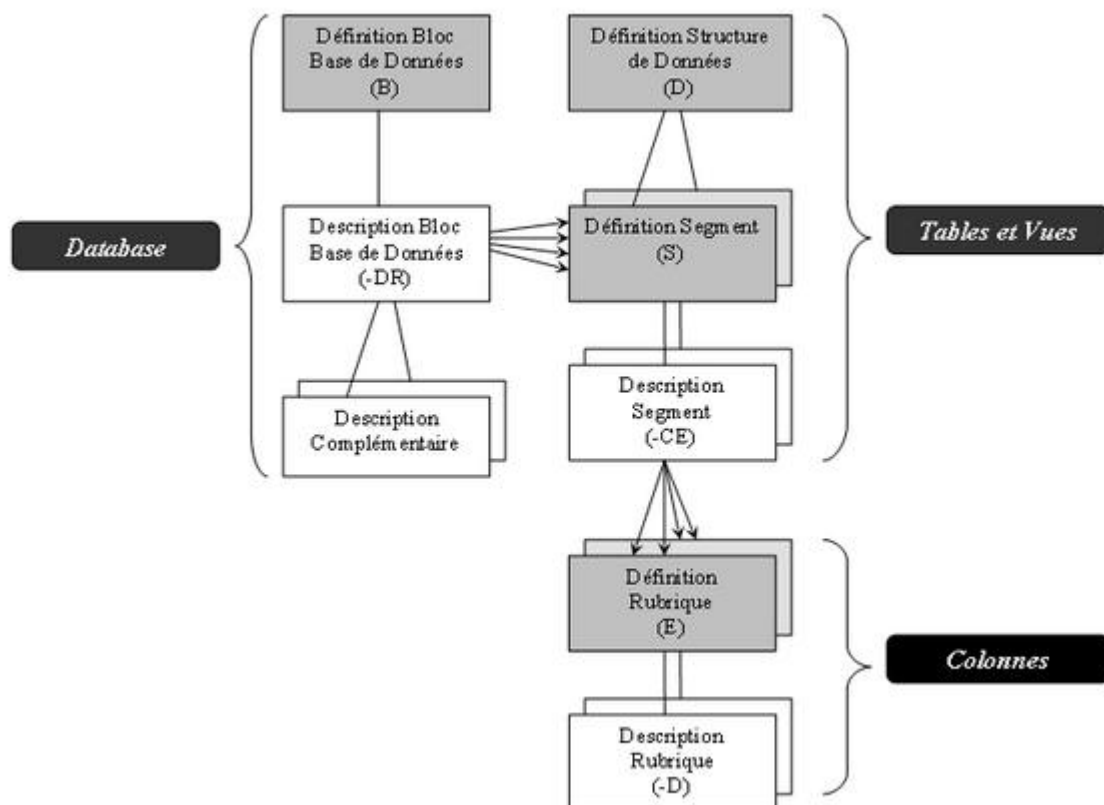 Définition Bloc
Base de Données
(B)
Définition Structure
de Données
(D)
Database
Description Bloc
Base de Données
(-DR)
Définition Segment
(S)
Tables et Vues
Description
Complémentaire
Description
Segment
(-CE)
Définition
Rubrique
(E)
Colonnes
Description
Rubrique
(-D)